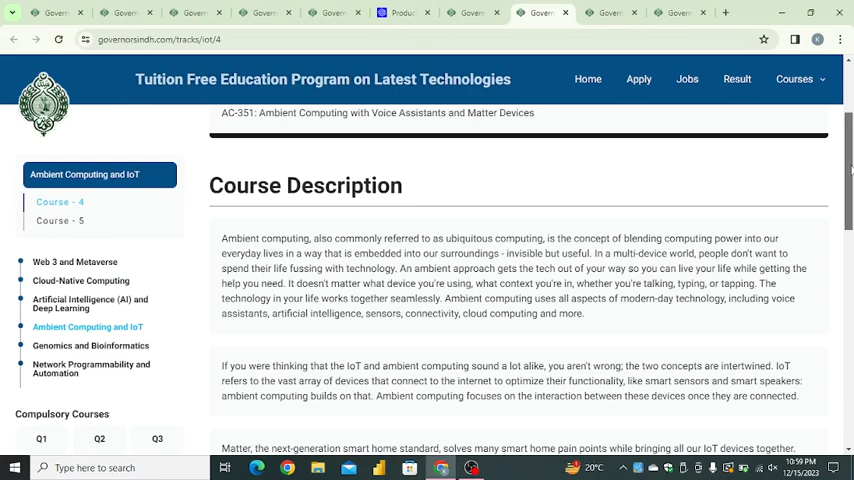 Govern
Govern
Govern
Govern
Govern
Produc
Govern
Govern
Govern
Govern
governorsindh.com/tracks/iot/4
K
Tuition Free Education Program on Latest Technologies
Home
Apply
Jobs
Result
Courses
AC-351: Ambient Computing with Voice Assistants and Matter Devices
Ambient Computing and IoT
Course - 4
Course - 5
Web 3 and Metaverse
Cloud-Native Computing
Artificial Intelligence (AI) and
Deep Learning
Ambient Computing and IoT
Genomics and Bioinformatics
Network Programmability and
Automation
Compulsory Courses
Q1
Q2
Q3
Course Description
Ambient computing, also commonly referred to as ubiquitous computing, is the concept of blending computing power into our
everyday lives in a way that is embedded into our surroundings - invisible but useful. In a multi-device world, people don't want to
spend their life fussing with technology. An ambient approach gets the tech out of your way so you can live your life while getting the
help you need. It doesn't matter what device you're using, what context you're in, whether you're talking, typing, or tapping. The
technology in your life works together seamlessly. Ambient computing uses all aspects of modern-day technology, including voice
assistants, artificial intelligence, sensors, connectivity, cloud computing and more.
If you were thinking that the IoT and ambient computing sound a lot alike, you aren't wrong; the two concepts are intertwined. IoT
refers to the vast array of devices that connect to the internet to optimize their functionality, like smart sensors and smart speakers:
ambient computing builds on that. Ambient computing focuses on the interaction between these devices once they are connected.
Matter, the next-generation smart home standard, solves many smart home pain points while bringing all our IoT devices together.
Type here to search
20°C
10:59 PM
12/15/2023